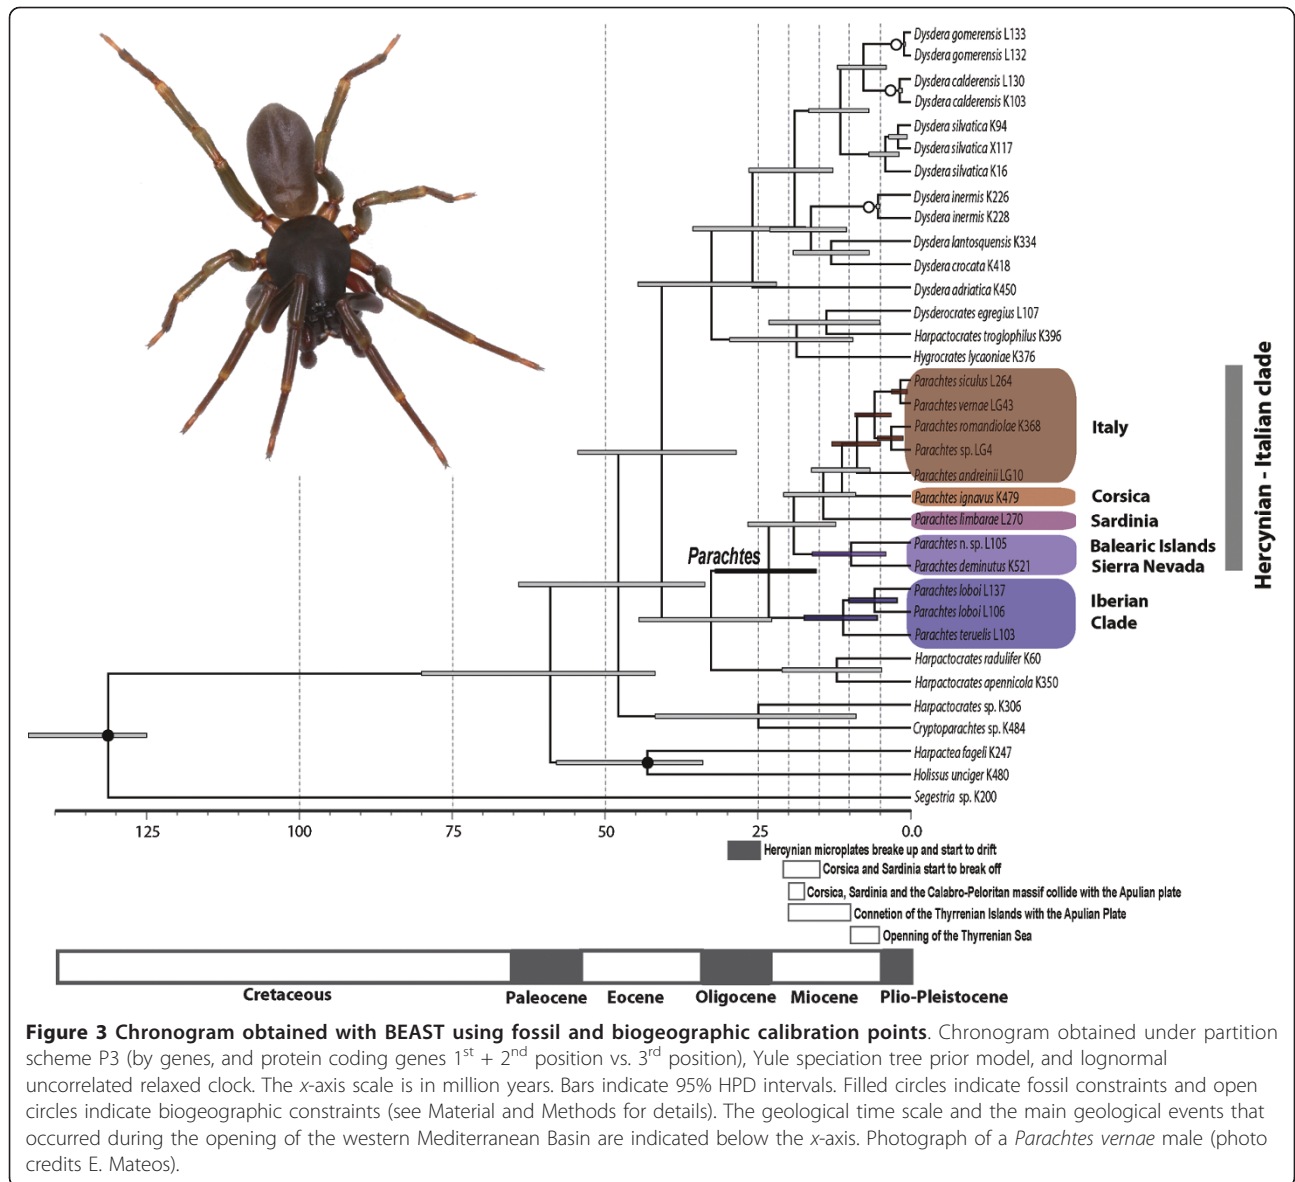 Dysdera gomerensis L133
Dysdera gomerensis L132
Dysdera calderensis L130
Dysdera calderensis K103
Dysdera silvatica K94
Dysdera silvatica X117
Dysdera silvatica K16
Dysdera inermis K226
Dysdera inermis K228
Dysdera lantosquensis K334
Dysdera crocata K418
Dysdera adriatica K450
Dysderocrates egregius L107
Harpactocrates troglophilus K396
Hygrocrates lycaoniae K376
Parachtes siculus L264
Parachtes vernae LG43
Parachtes romandiolae K368
Parachtes sp. LG4
Parachtes andreinii LG10
Parachtes ignavus K479
Parachtes limbarae L270
Parachtes n. sp. L105
Parachtes deminutus K521
Parachtes loboi L137
Parachtes loboi L106
Parachtes teruelis L103
Harpactocrates radulifer K60
Harpactocrates apennicola K350
Harpactocrates sp. K306
Cryptoparachtes sp. K484
Harpactea fageli K247
Holissus unciger K480
Segestria sp. K200
Parachtes
Italy
Corsica
Sardinia
Balearic Islands
Sierra Nevada
Iberian
Clade
Hercynian - Italian clade
125 100 75 50 25 0.0
Hercynian microplates breake up and start to drift
Corsica and Sardinia start to break off
Corsica, Sardinia and the Calabro-Peloritan massif collide with the Apulian plate
Connetion of the Thyrrenian Islands with the Apulian Plate
Openning of the Thyrrenian Sea
Cretaceous Paleocene Eocene Oligocene Miocene Plio-Pleistocene
Figure 3 Chronogram obtained with BEAST using fossil and biogeographic calibration points. Chronogram obtained under partition
scheme P3 (by genes, and protein coding genes 1st + 2nd position vs. 3rd position), Yule speciation tree prior model, and lognormal
uncorrelated relaxed clock. The x-axis scale is in million years. Bars indicate 95% HPD intervals. Filled circles indicate fossil constraints and open
circles indicate biogeographic constraints (see Material and Methods for details). The geological time scale and the main geological events that
occurred during the opening of the western Mediterranean Basin are indicated below the x-axis. Photograph of a Parachtes vernae male (photo
credits E. Mateos).